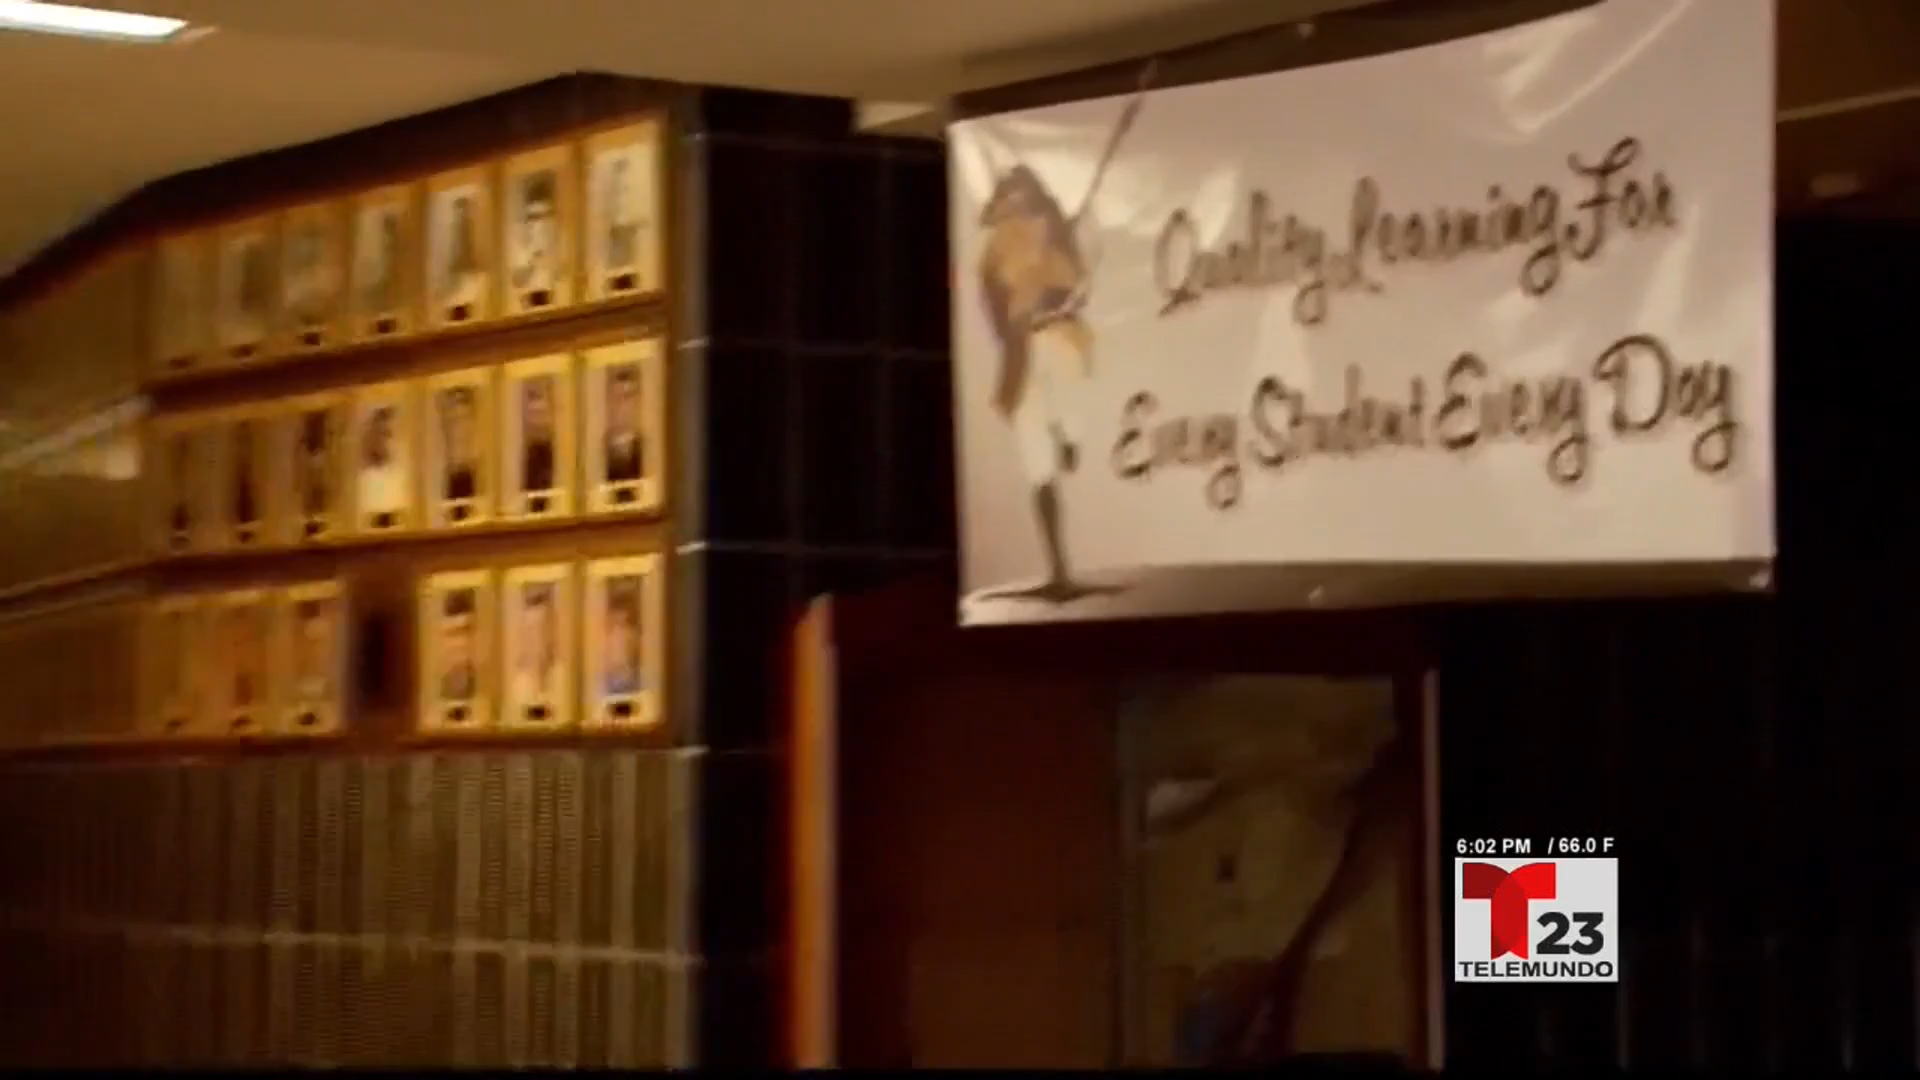 Quality Learning For
Every Student Every Day
6:02 PM / 66.0 F
T 23
TELEMUNDO